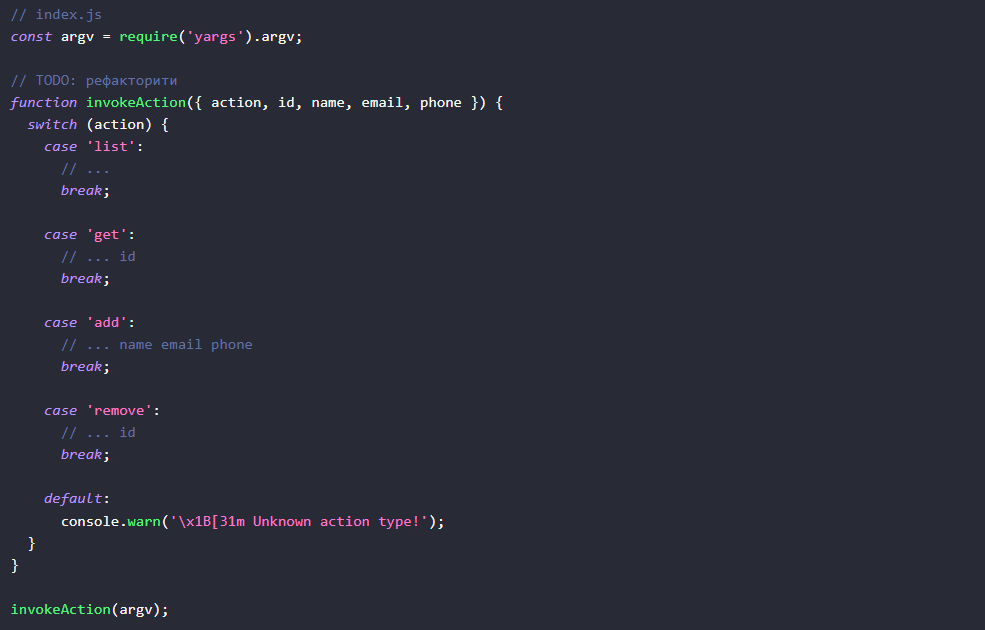 // index.js
const argv = require('yargs').argv;
// TODO: рефакторити
function invokeAction({ action, id, name, email, phone }) {
switch (action) {
case 'list':
// ...
break;
case 'get':
// ... id
break;
case 'add':
// ... name email phone
break;
case 'remove':
// ... id
break;
default:
console.warn('\x1B[31m Unknown action type!');
}
}
invokeAction(argv);